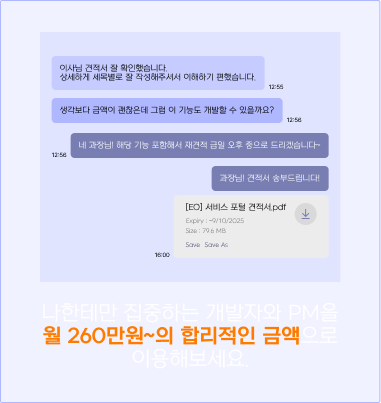 이사님 견적서 잘 확인했습니다.
상세하게 세목별로 잘 작성해주셔서 이해하기 편했습니다.
12:55
생각보다 금액이 괜찮은데 그럼 이 기능도 개발할 수 있을까요?
12:56
네 과장님! 해당 기능 포함해서 재견적 금일 오후 중으로 드리겠습니다~
12:56
과장님! 견적서 송부드립니다!
[EO] 서비스 포털 견적서.pdf
Expiry : ~9/10/2025
Size : 79.6 MB
Save Save As
16:00
나한테만 집중하는 개발자와 PM을
월 260만원~의 합리적인 금액으로
이용해보세요.